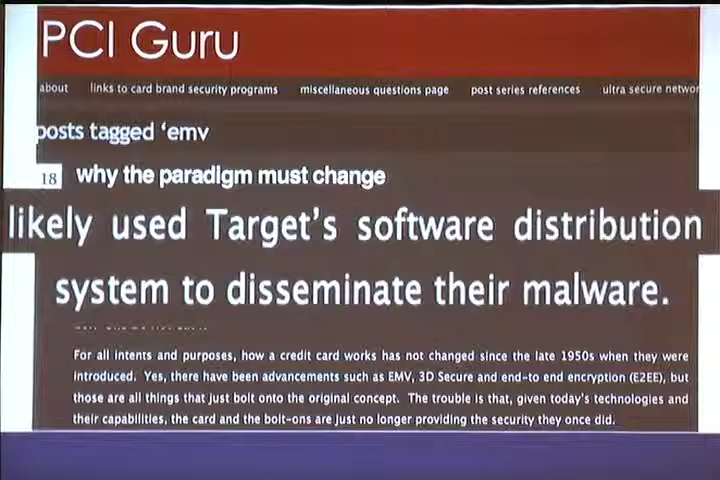 PCI Guru
about links to card brand security programs miscellaneous questions page post series references ultra secure networ
posts tagged ‘emv
18 why the paradigm must change
likely used Target’s software distribution
system to disseminate their malware.
For all intents and purposes, how a credit card works has not changed since the late 1950s when they were
introduced. Yes, there have been advancements such as EMV, 3D Secure and end-to end encryption (E2EE), but
those are all things that just bolt onto the original concept. The trouble is that, given today's technologies and
their capabilities, the card and the bolt-ons are just no longer providing the security they once did.